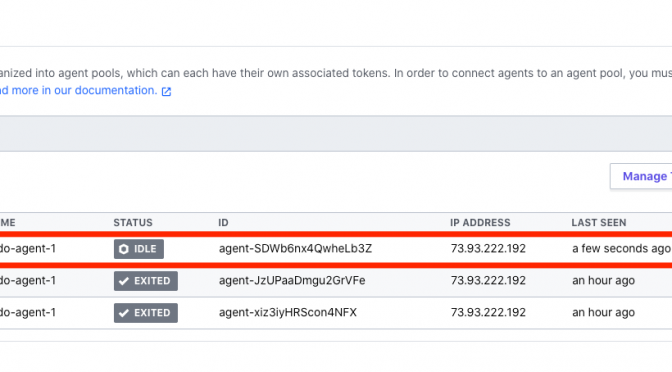 anized into agent pools, which can each have their own associated tokens. In order to connect agents to an agent pool, you mus
d more in our documentation.
Manage
ME STATUS ID IP ADDRESS LAST SEEN
do-agent-1 IDLE agent-SDWb6nx4QwheLb3Z 73.93.222.192 a few seconds ago
do-agent-1 EXITED agent-JzUPaaDmgu2GrVFe 73.93.222.192 an hour ago
do-agent-1 EXITED agent-xiz3iyHRScon4NFX 73.93.222.192 an hour ago